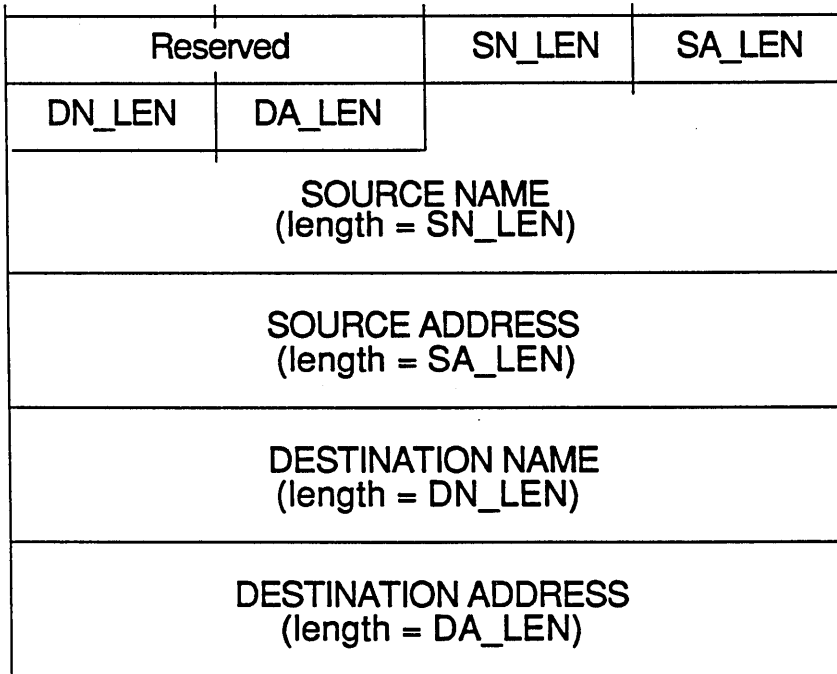 Reserved SN_LEN SA_LEN
DN_LEN DA_LEN
SOURCE NAME
(length = SN_LEN)
SOURCE ADDRESS
(length = SA_LEN)
DESTINATION NAME
(length = DN_LEN)
DESTINATION ADDRESS
(length = DA_LEN)